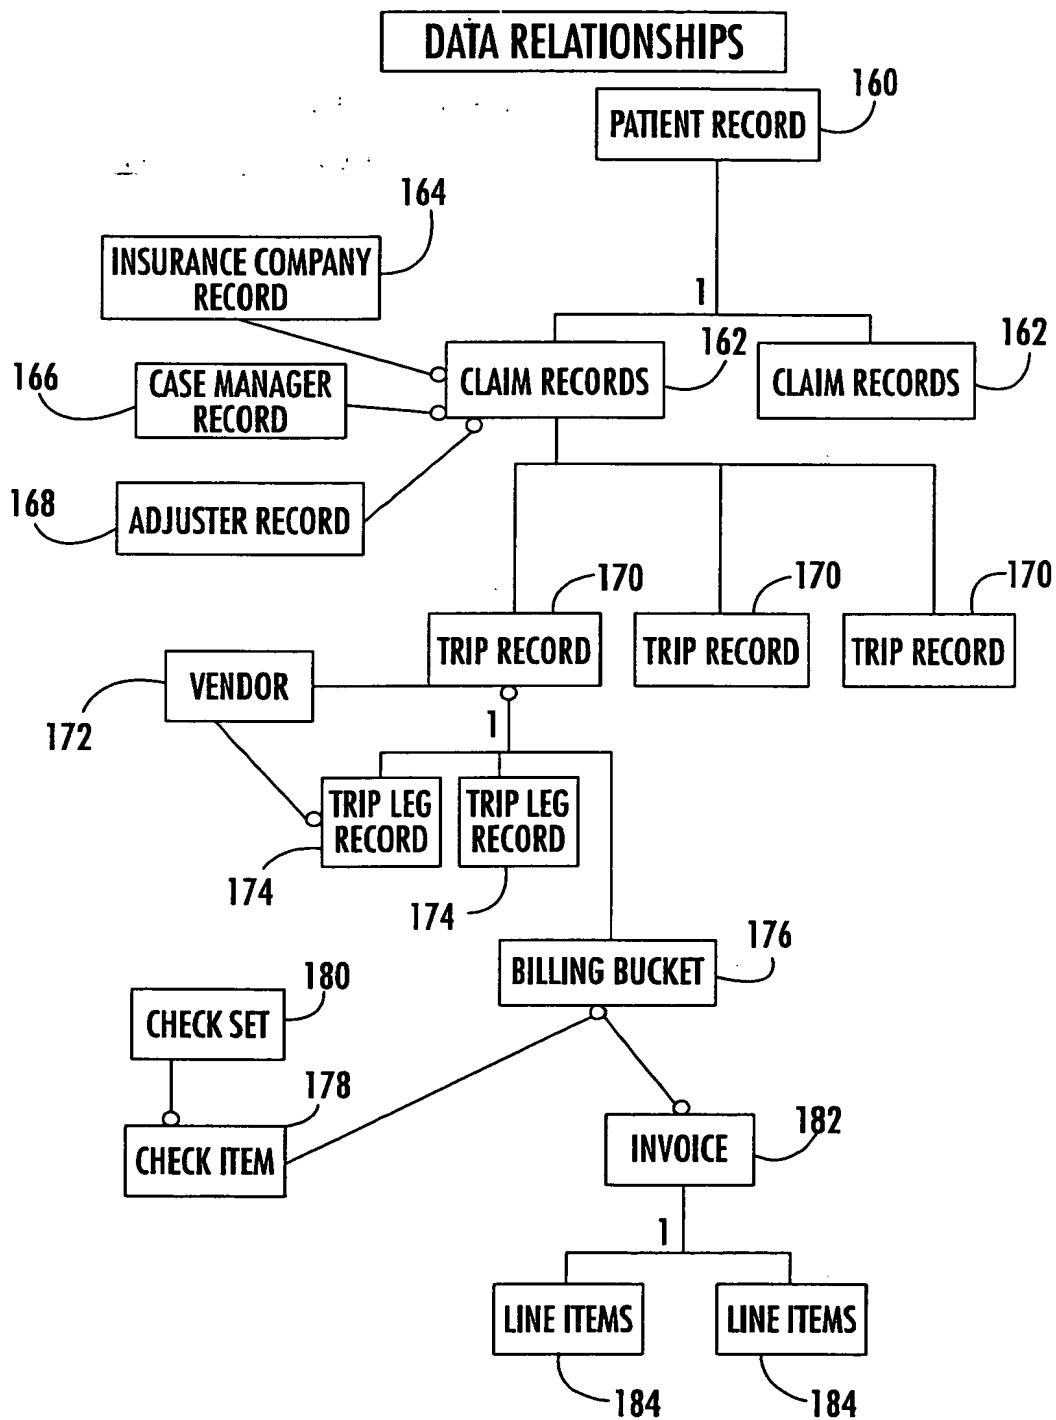 DATA RELATIONSHIPS
160
PATIENT RECORD
164
INSURANCE COMPANY
RECORD
1
162
162
CLAIM RECORDS
CLAIM RECORDS
166
CASE MANAGER
RECORD
168
ADJUSTER RECORD
170
170
170
TRIP RECORD
TRIP RECORD
TRIP RECORD
VENDOR
172
1
TRIP LEG
RECORD
TRIP LEG
RECORD
174
174
176
BILLING BUCKET
180
CHECK SET
178
CHECK ITEM
182
INVOICE
1
LINE ITEMS
LINE ITEMS
184
184